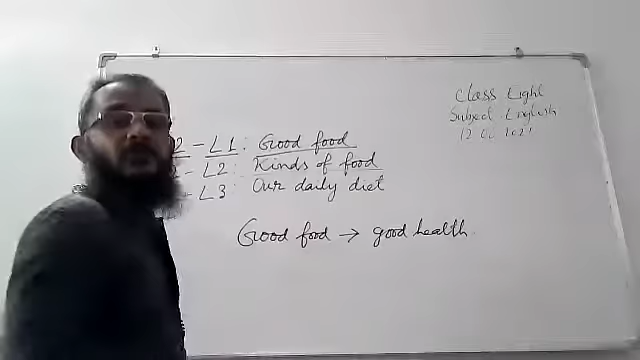 Class Eight
Subject English
2 - L1: Good food
- L2: Kinds of food
- L3: Our daily diet
Good food → good health.